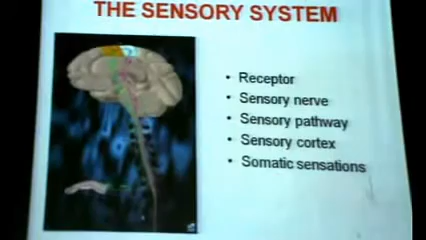 THE SENSORY SYSTEM
• Receptor
• Sensory nerve
• Sensory pathway
• Sensory cortex
• Somatic sensations